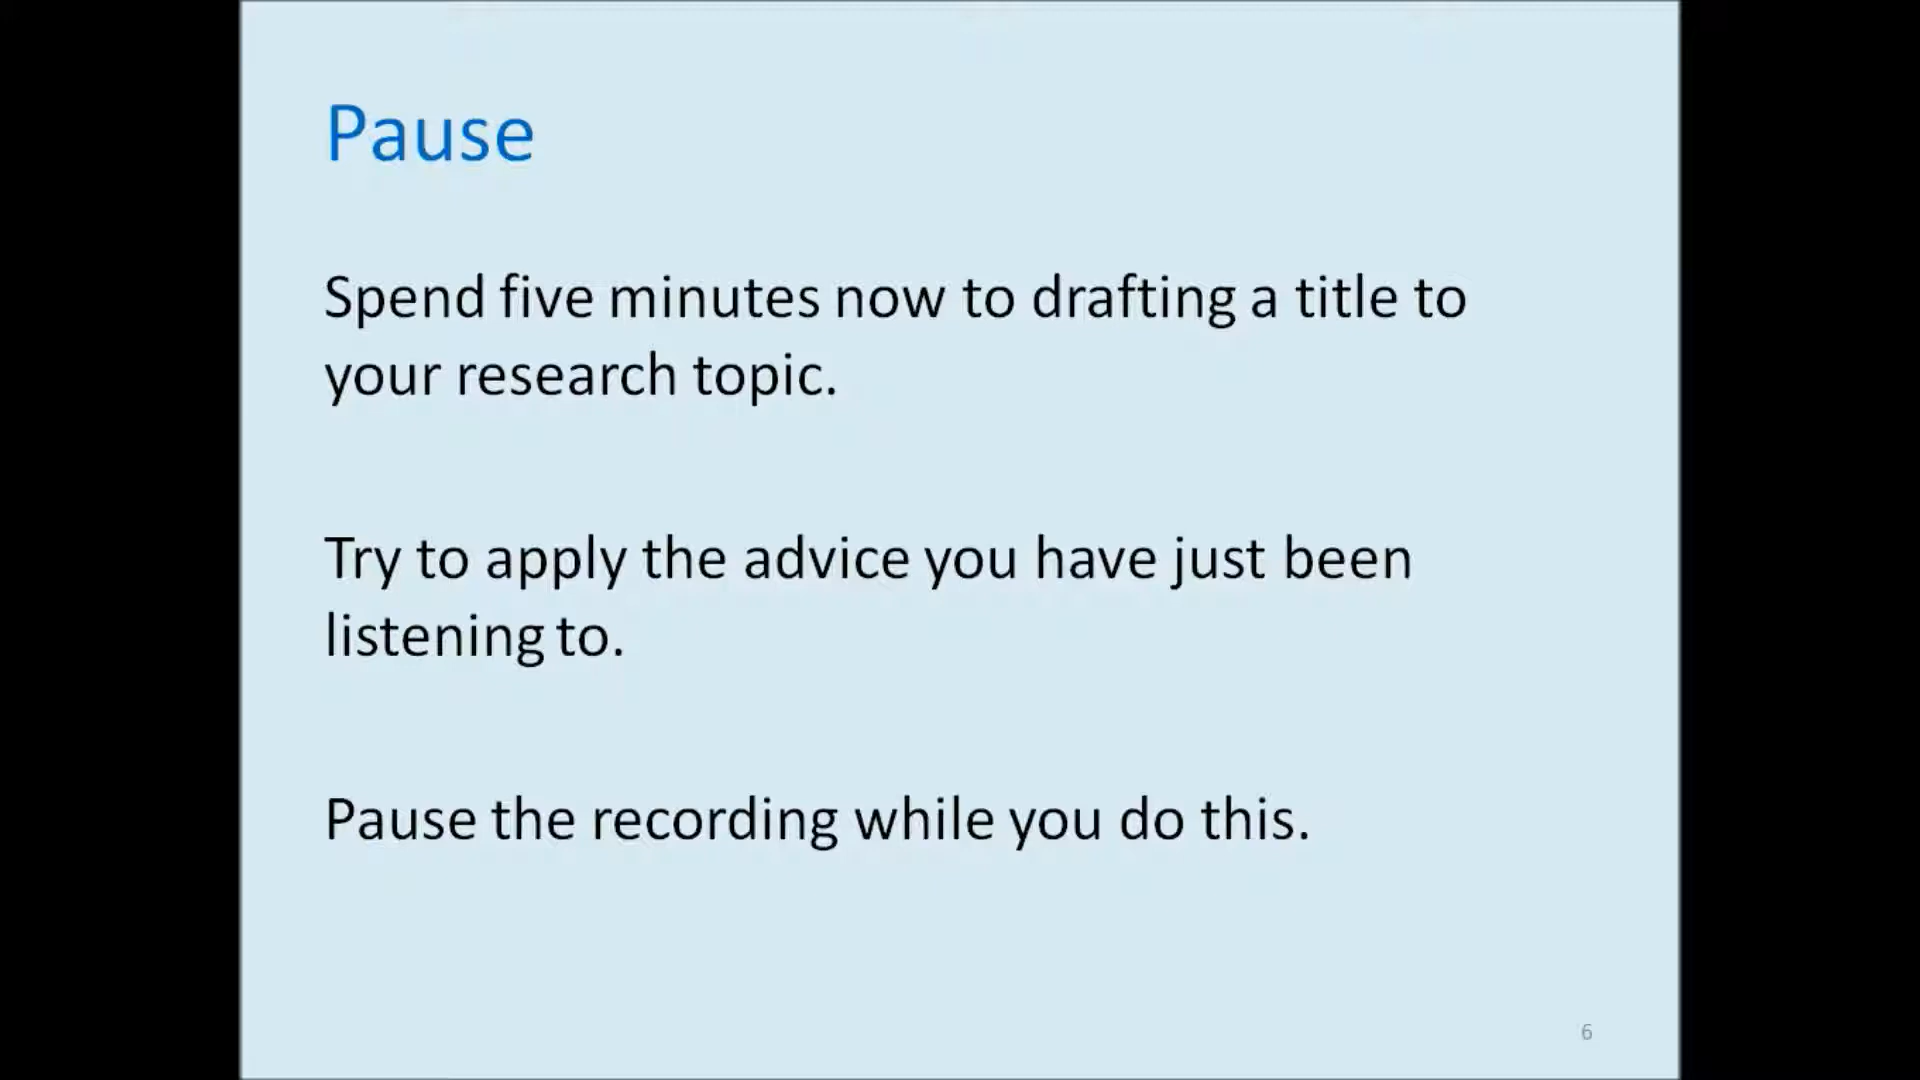 Pause
Spend five minutes now to drafting a title to
your research topic.
Try to apply the advice you have just been
listening to.
Pause the recording while you do this.
6